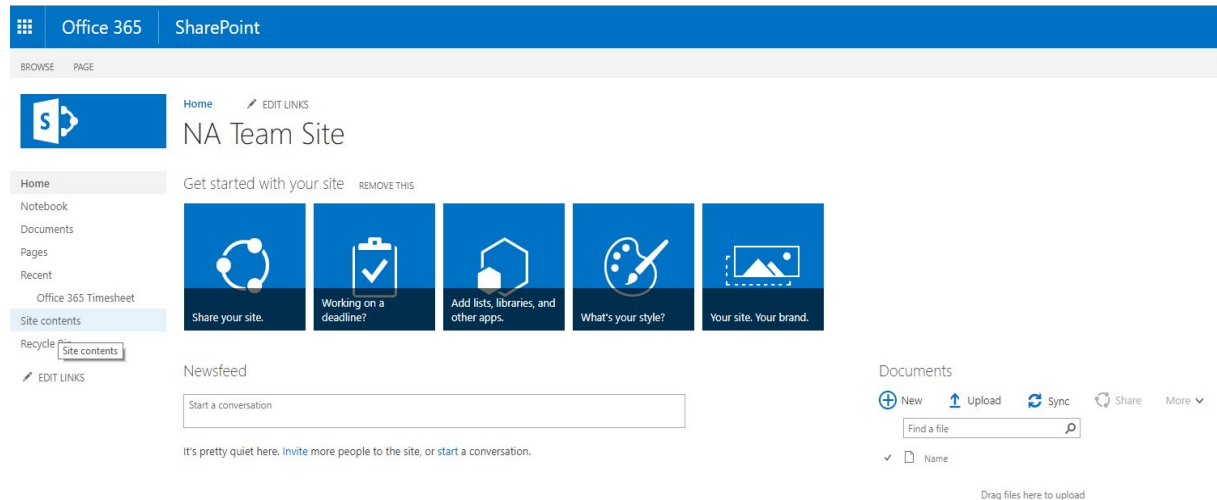 Office 365 SharePoint
BROWSE PAGE
S
Home EDIT LINKS
NA Team Site
Home
Notebook
Documents
Pages
Recent
Office 365 Timesheet
Site contents
Recycle
Site contents
EDIT LINKS
Get started with your site REMOVE THIS
Share your site.
Working on a
deadline?
Add lists, libraries, and
other apps.
What's your style?
Your site. Your brand.
Newsfeed
Start a conversation
It's pretty quiet here. Invite more people to the site, or start a conversation.
Documents
New Upload Sync Share More
Find a file
Name
Drag files here to upload